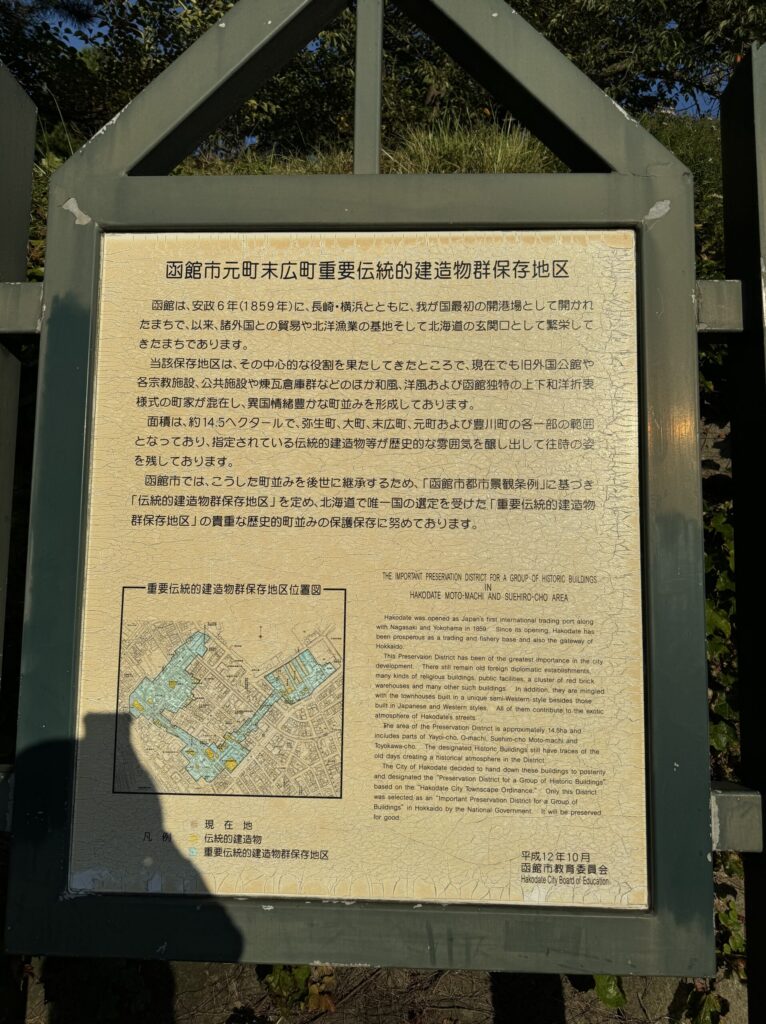 函館市元町末広町重要伝統的建造物群保存地区
函館は、安政6年(1859年)に、長崎・横浜とともに、我が国最初の開港場として開かれ
たまちで、以来、諸外国との貿易や北洋漁業の基地そして北海道の玄関口として繁栄して
きたまちであります。
当該保存地区は、その中心的な役割を果たしてきたところで、現在でも旧外国公館や
各宗教施設、公共施設や煉瓦倉庫群などのほか和風、洋風および函館独特の上下和洋折衷
様式の町家が混在し、異国情緒豊かな町並みを形成しております。
面積は、約14.5ヘクタールで、弥生町、大町、末広町、元町および豊川町の各一部の範囲
となっており、指定されている伝統的建造物等が歴史的な雰囲気を醸し出して往時の姿
を残しております。
函館市では、こうした町並みを後世に継承するため、「函館市都市景観条例」に基づき
「伝統的建造物群保存地区」を定め、北海道で唯一国の選定を受けた「重要伝統的建造物
群保存地区」の貴重な歴史的町並みの保護保存に努めております。
重要伝統的建造物群保存地区位置図
凡例
現在地
伝統的建造物
重要伝統的建造物群保存地区
THE IMPORTANT PRESERVATION DISTRICT FOR A GROUP OF HISTORIC BUILDINGS
IN
HAKODATE MOTO-MACHI AND SUEHIRO-CHO AREA
Hakodate was opened as Japan's first international trading port along
with Nagasaki and Yokohama in 1859. Since its opening, Hakodate has
been prosperous as a trading and fishery base and also the gateway of
Hokkaido.
This Preservation District has been of the greatest importance in the city
development. There still remain old foreign diplomatic establishments,
many kinds of religious buildings, public facilities, a cluster of red brick
warehouses and many other such buildings. In addition, they are mingled
with the townhouses built in a unique semi-Western style besides those
built in Japanese and Western styles. All of them contribute to the exotic
atmosphere of Hakodate's streets.
The area of the Preservation District is approximately 14.5ha and
includes parts of Yayoi-cho, O-machi, Suehiro-cho Moto-machi and
Toyokawa-cho. The designated Historic Buildings still have traces of the
old days creating a historical atmosphere in the District.
The City of Hakodate decided to hand down these buildings to posterity
and designated the "Preservation District for a Group of Historic Buildings"
based on the "Hakodate City Townscape Ordinance." Only this District
was selected as an "Important Preservation District for a Group of
Buildings" in Hokkaido by the National Government. It will be preserved
for good.
平成12年10月
函館市教育委員会
Hakodate City Board of Education